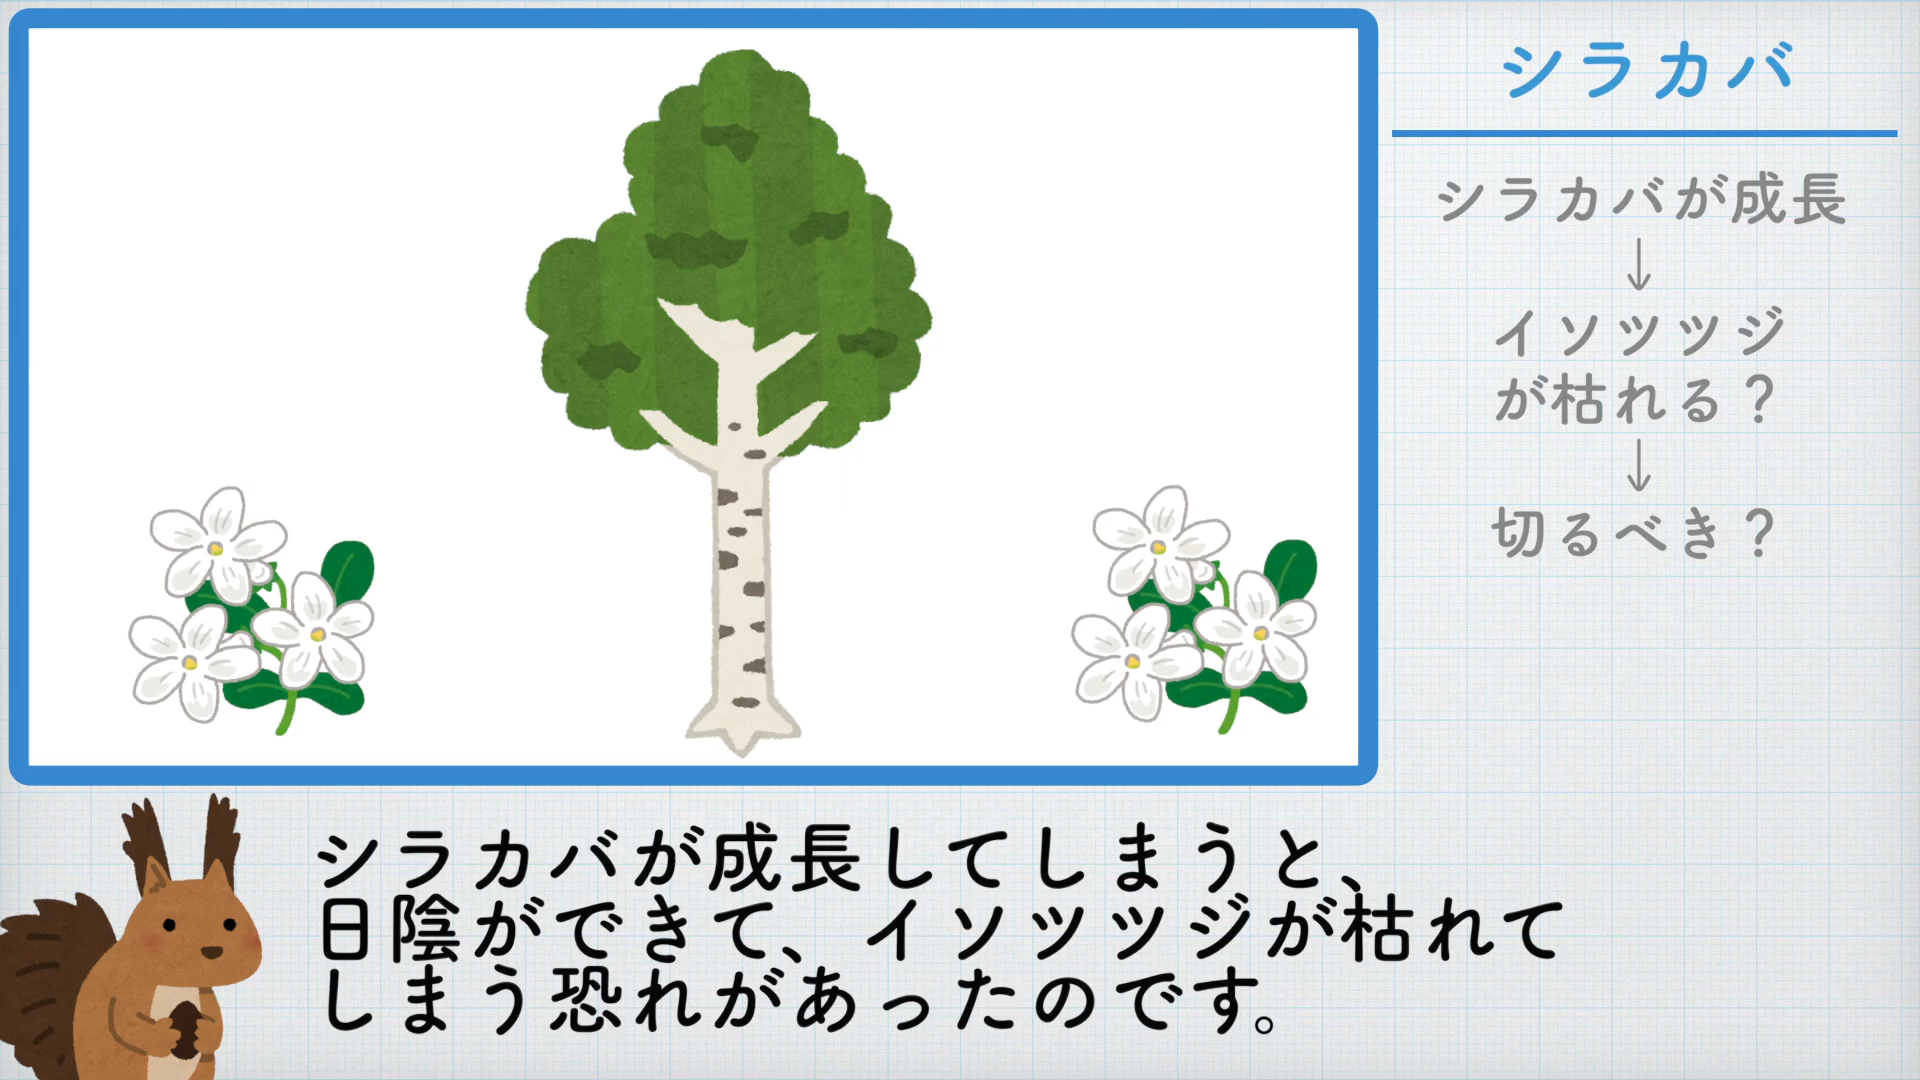 シラカバ
シラカバが成長
↓
イソツツジ
が枯れる？
↓
切るべき？
シラカバが成長してしまうと、
日陰ができて、イソツツジが枯れて
しまう恐れがあったのです。